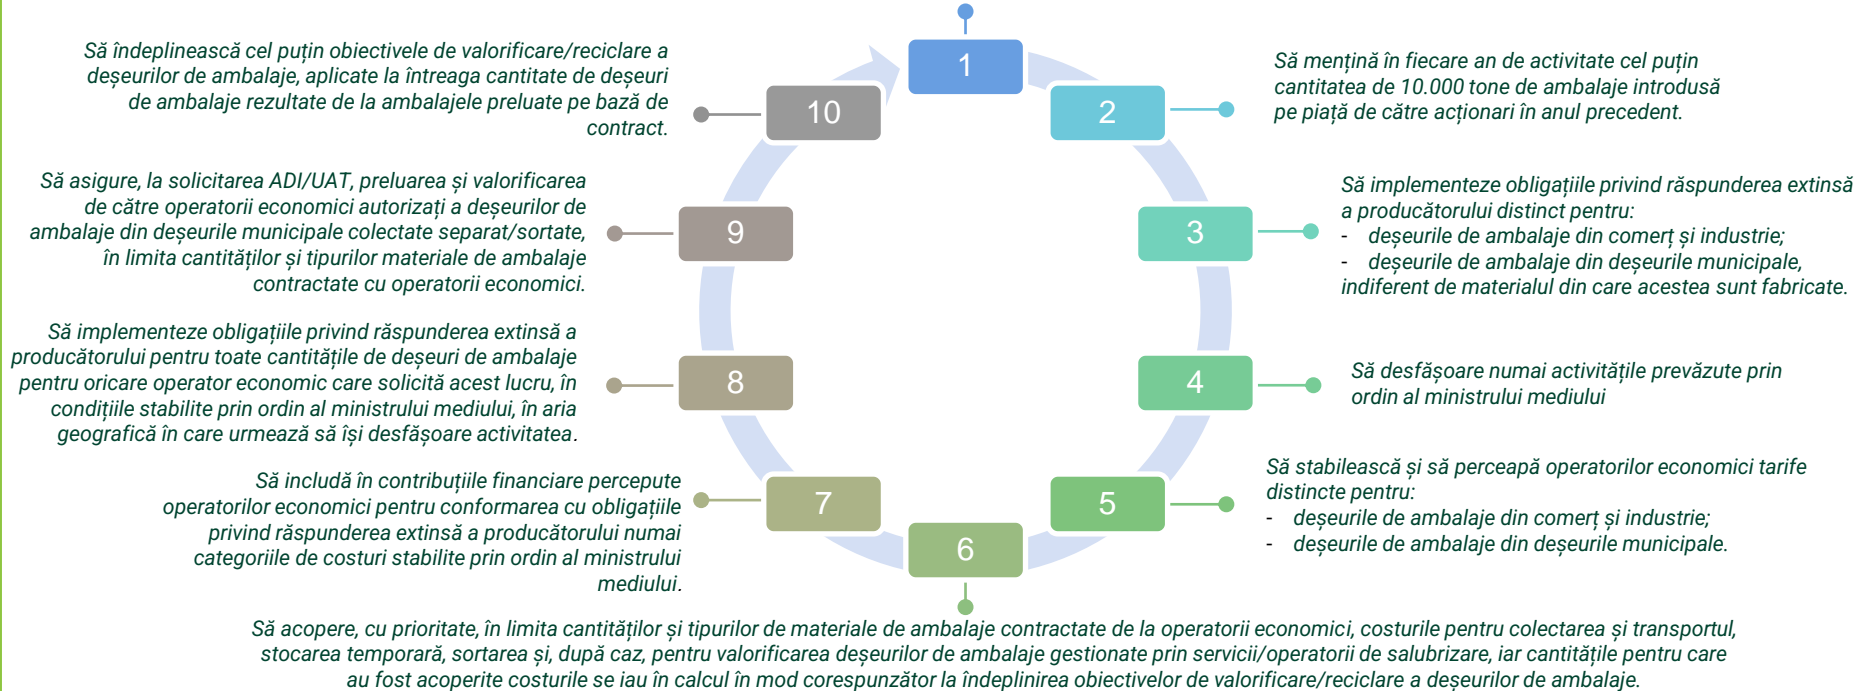 1
2
Să mențină în fiecare an de activitate cel puțin
cantitatea de 10.000 tone de ambalaje introdusă
pe piață de către acționari în anul precedent.
3
Să implementeze obligațiile privind răspunderea extinsă
a producătorului distinct pentru:
- deșeurile de ambalaje din comerț și industrie;
- deșeurile de ambalaje din deșeurile municipale,
indiferent de materialul din care acestea sunt fabricate.
4
Să desfășoare numai activitățile prevăzute prin
ordin al ministrului mediului
5
Să stabilească și să perceapă operatorilor economici tarife
distincte pentru:
- deșeurile de ambalaje din comerț și industrie;
- deșeurile de ambalaje din deșeurile municipale.
6
Să acopere, cu prioritate, în limita cantităților și tipurilor de materiale de ambalaje contractate de la operatorii economici, costurile pentru colectarea și transportul,
stocarea temporară, sortarea și, după caz, pentru valorificarea deșeurilor de ambalaje gestionate prin servicii/operatorii de salubrizare, iar cantitățile pentru care
au fost acoperite costurile se iau în calcul în mod corespunzător la îndeplinirea obiectivelor de valorificare/reciclare a deșeurilor de ambalaje.
7
Să includă în contribuțiile financiare percepute
operatorilor economici pentru conformarea cu obligațiile
privind răspunderea extinsă a producătorului numai
categoriile de costuri stabilite prin ordin al ministrului
mediului.
8
Să implementeze obligațiile privind răspunderea extinsă a
producătorului pentru toate cantitățile de deșeuri de ambalaje
pentru oricare operator economic care solicită acest lucru, în
condițiile stabilite prin ordin al ministrului mediului, în aria
geografică în care urmează să își desfășoare activitatea.
9
Să asigure, la solicitarea ADI/UAT, preluarea și valorificarea
de către operatorii economici autorizați a deșeurilor de
ambalaje din deșeurile municipale colectate separat/sortate,
în limita cantităților și tipurilor materiale de ambalaje
contractate cu operatorii economici.
10
Să îndeplinească cel puțin obiectivele de valorificare/reciclare a
deșeurilor de ambalaje, aplicate la întreaga cantitate de deșeuri
de ambalaje rezultate de la ambalajele preluate pe bază de
contract.